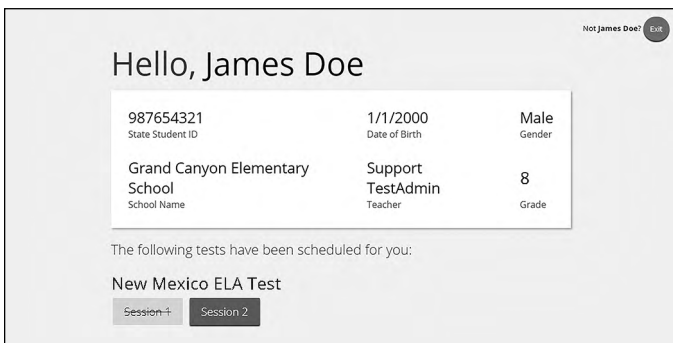 Not James Doe? Exit
Hello, James Doe
987654321
State Student ID
1/1/2000
Date of Birth
Male
Gender
Grand Canyon Elementary
School
School Name
Support
TestAdmin
Teacher
8
Grade
The following tests have been scheduled for you:
New Mexico ELA Test
Session 1
Session 2